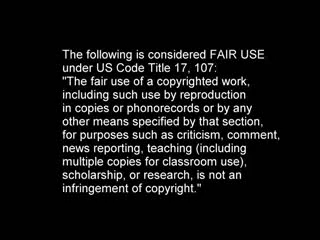 The following is considered FAIR USE
under US Code Title 17, 107:
"The fair use of a copyrighted work,
including such use by reproduction
in copies or phonorecords or by any
other means specified by that section,
for purposes such as criticism, comment,
news reporting, teaching (including
multiple copies for classroom use),
scholarship, or research, is not an
infringement of copyright."